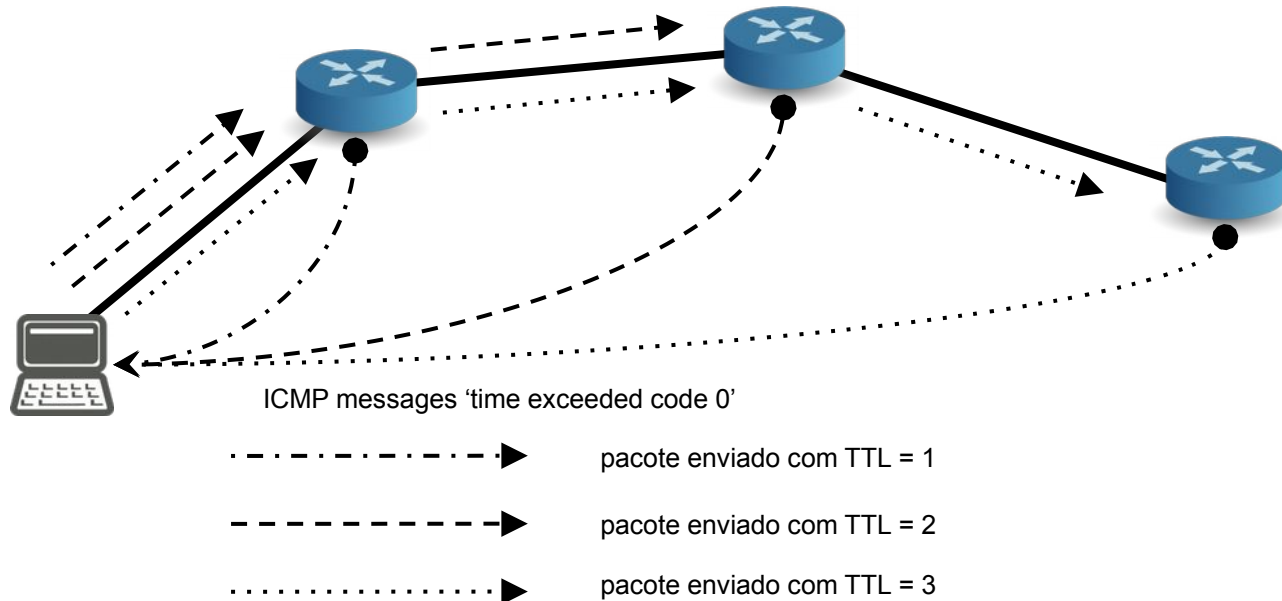 ICMP messages ‘time exceeded code 0’
pacote enviado com TTL = 1
pacote enviado com TTL = 2
pacote enviado com TTL = 3